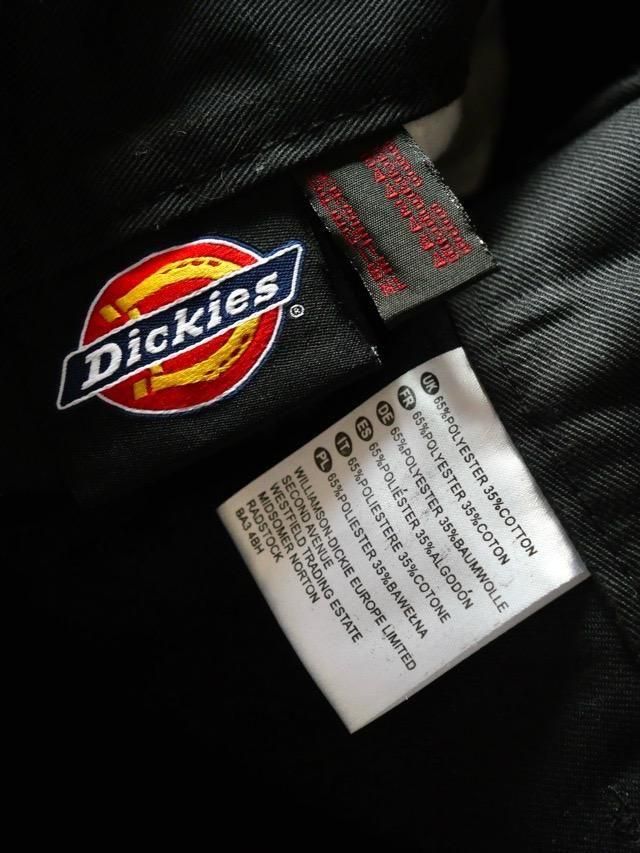 Dickies
®
UK 65%POLYESTER 35%COTTON
FR 65%POLYESTER 35%COTON
DE 65%POLYESTER 35%BAUMWOLLE
ES 65%POLIÉSTER 35%ALGODÓN
IT 65%POLIESTERE 35%COTONE
PL 65%POLIESTER 35%BAWEŁNA
WILLIAMSON-DICKIE EUROPE LIMITED
SECOND AVENUE
WESTFIELD TRADING ESTATE
MIDSOMER NORTON
RADSTOCK
BA3 4BH